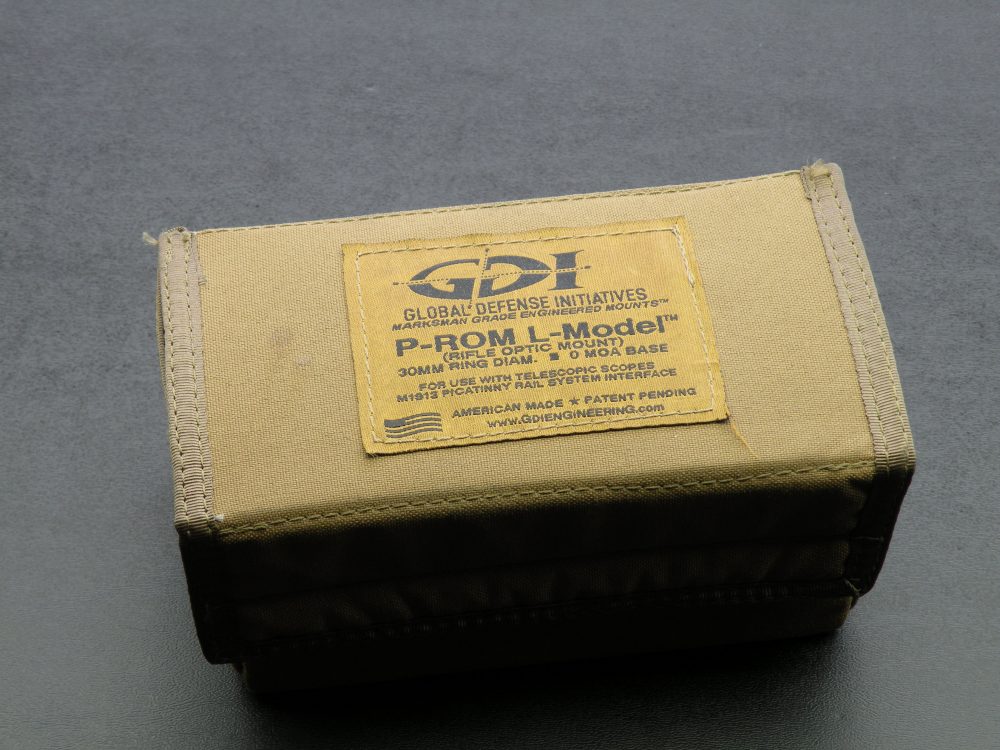 GDI
GLOBAL DEFENSE INITIATIVES
MARKSMAN GRADE ENGINEERED MOUNTS™
P-ROM L-Model™
(RIFLE OPTIC MOUNT)
30MM RING DIAM. ■ 0 MOA BASE
FOR USE WITH TELESCOPIC SCOPES
M1913 PICATINNY RAIL SYSTEM INTERFACE
AMERICAN MADE ★ PATENT PENDING
www.GDIENGINEERING.com